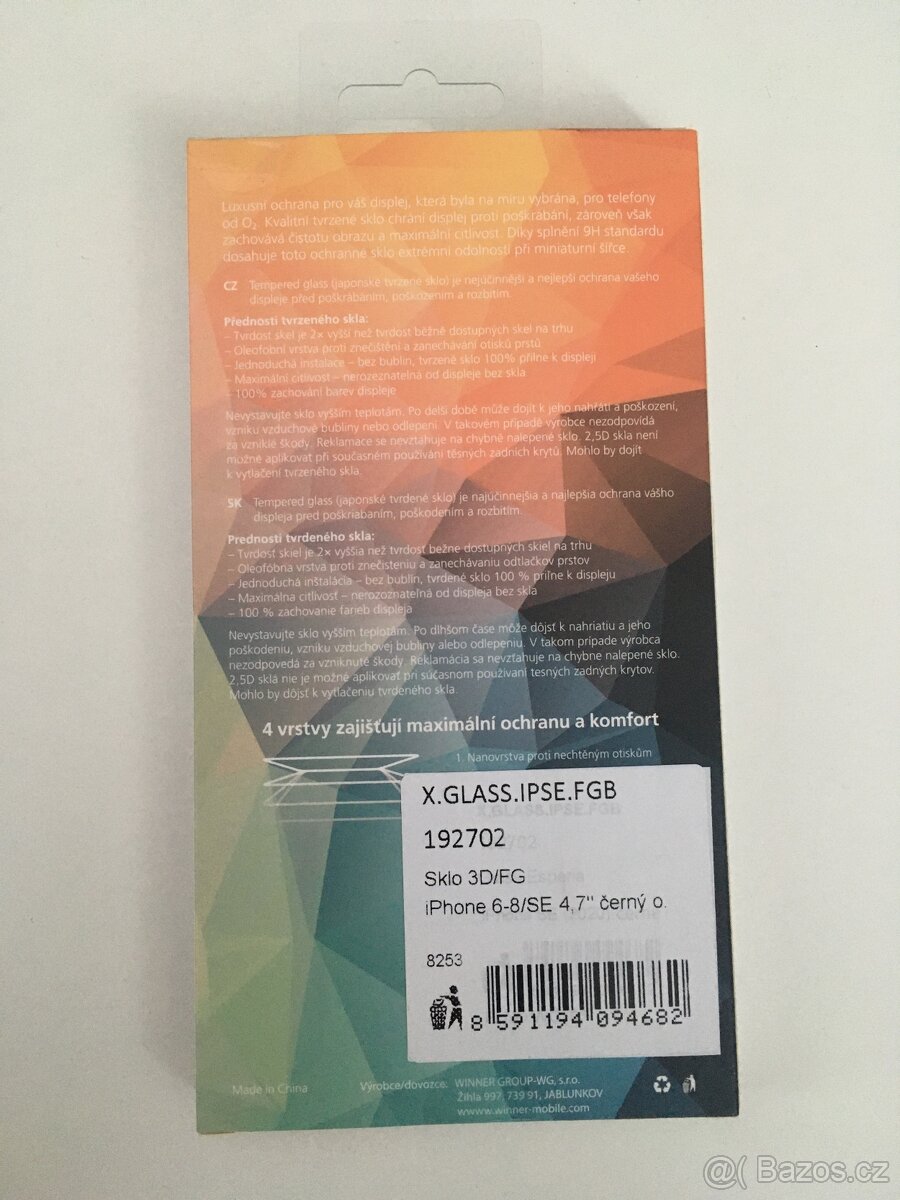 Luxusní ochrana pro váš displej, která byla na míru vybrána, pro telefony
od O₂. Kvalitní tvrzené sklo chrání displej proti poškrábání, zároveň však
zachovává čistotu obrazu a maximální citlivost. Díky splnění 9H standardu
dosahuje toto ochranné sklo extrémní odolnosti při miniaturní šířce.
CZ Tempered glass (japonské tvrzené sklo) je nejúčinnější a nejlepší ochrana vašeho
displeje před poškrábáním, poškozením a rozbitím.
Přednosti tvrzeného skla:
– Tvrdost skel je 2× vyšší než tvrdost běžně dostupných skel na trhu
– Oleofobní vrstva proti znečištění a zanechávání otisků prstů
– Jednoduchá instalace – bez bublin, tvrzené sklo 100% přilne k displeji
– Maximální citlivost – nerozeznatelná od displeje bez skla
– 100% zachování barev displeje
Nevystavujte sklo vyšším teplotám. Po delší době může dojít k jeho nahřátí a poškození,
vzniku vzduchové bubliny nebo odlepení. V takovém případě výrobce nezodpovídá
za vzniklé škody. Reklamace se nevztahuje na chybně nalepené sklo. 2,5D skla není
možné aplikovat při současném používání těsných zadních krytů. Mohlo by dojít
k vytlačení tvrzeného skla.
SK Tempered glass (japonské tvrdené sklo) je najúčinnejšia a najlepšia ochrana vášho
displeja pred poškriabaním, poškodením a rozbitím.
Prednosti tvrdeného skla:
– Tvrdosť skiel je 2× vyššia než tvrdosť bežne dostupných skiel na trhu
– Oleofóbna vrstva proti znečisteniu a zanechávaniu odtlačkov prstov
– Jednoduchá inštalácia – bez bublín, tvrdené sklo 100 % priľne k displeju
– Maximálna citlivosť – nerozoznateľná od displeja bez skla
– 100 % zachovanie farieb displeja
Nevystavujte sklo vyšším teplotám. Po dlhšom čase môže dôjsť k nahriatiu a jeho
poškodeniu, vzniku vzduchovej bubliny alebo odlepeniu. V takom prípade výrobca
nezodpovedá za vzniknuté škody. Reklamácia se nevzťahuje na chybne nalepené sklo.
2,5D sklá nie je možné aplikovať pri súčasnom používaní tesných zadných krytov.
Mohlo by dôjsť k vytlačeniu tvrdeného skla.
4 vrstvy zajišťují maximální ochranu a komfort
1. Nanovrstva proti nechtěným otiskům
X.GLASS.IPSE.FGB
192702
Sklo 3D/FG
iPhone 6-8/SE 4,7" černý o.
8253
8 591194 094682
Made in China
Výrobce/dovozce: WINNER GROUP-WG, s.r.o.
Žihla 997, 739 91, JABLUNKOV
www.winner-mobile.com
@( Bazos.cz